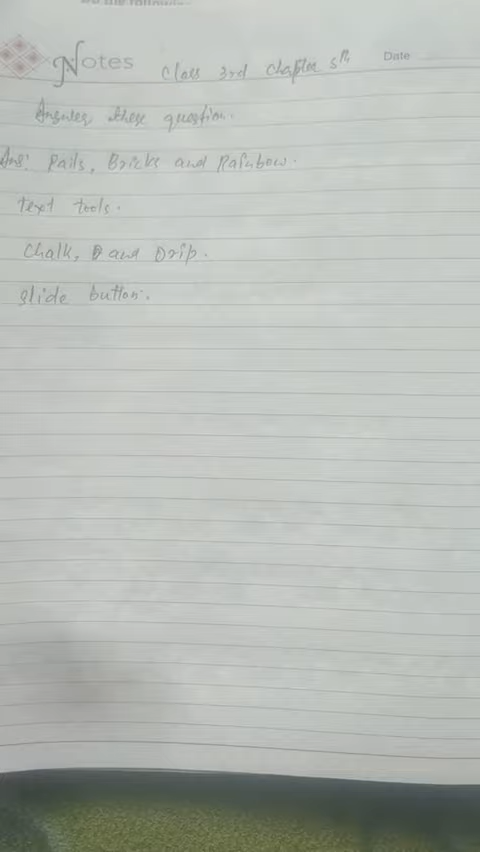 Notes Class 3rd Chapter 5th Date
Answer these question.
Ans: Rails, Bricks and Rainbow.
text tools.
Chalk, and Drip.
slide button.